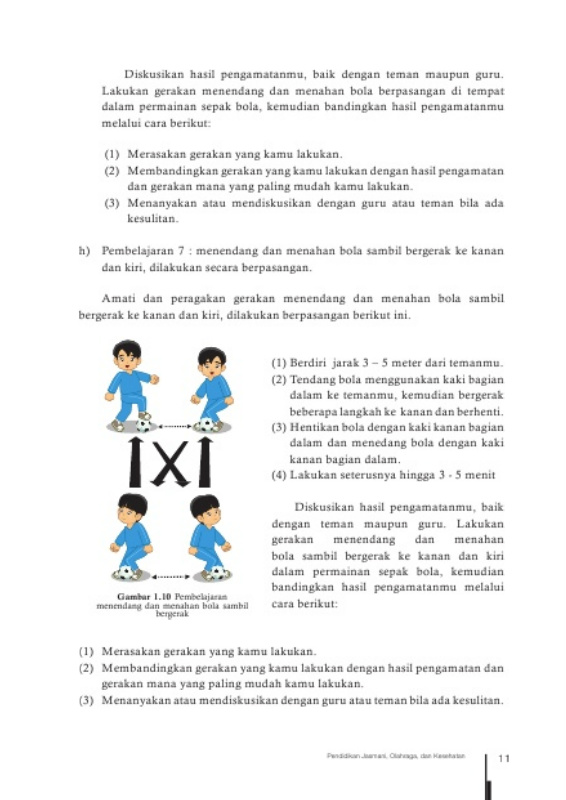 Diskusikan hasil pengamatanmu, baik dengan teman maupun guru.
Lakukan gerakan menendang dan menahan bola berpasangan di tempat
dalam permainan sepak bola, kemudian bandingkan hasil pengamatanmu
melalui cara berikut:
(1) Merasakan gerakan yang kamu lakukan.
(2) Membandingkan gerakan yang kamu lakukan dengan hasil pengamatan
dan gerakan mana yang paling mudah kamu lakukan.
(3) Menanyakan atau mendiskusikan dengan guru atau teman bila ada
kesulitan.
h) Pembelajaran 7 : menendang dan menahan bola sambil bergerak ke kanan
dan kiri, dilakukan secara berpasangan.
Amati dan peragakan gerakan menendang dan menahan bola sambil
bergerak ke kanan dan kiri, dilakukan berpasangan berikut ini.
(1) Berdiri jarak 3 – 5 meter dari temanmu.
(2) Tendang bola menggunakan kaki bagian
dalam ke temanmu, kemudian bergerak
beberapa langkah ke kanan dan berhenti.
(3) Hentikan bola dengan kaki kanan bagian
dalam dan menedang bola dengan kaki
kanan bagian dalam.
(4) Lakukan seterusnya hingga 3 - 5 menit
Diskusikan hasil pengamatanmu, baik
dengan teman maupun guru. Lakukan
gerakan menendang dan menahan
bola sambil bergerak ke kanan dan kiri
dalam permainan sepak bola, kemudian
bandingkan hasil pengamatanmu melalui
cara berikut:
Gambar 1.10 Pembelajaran
menendang dan menahan bola sambil
bergerak
(1) Merasakan gerakan yang kamu lakukan.
(2) Membandingkan gerakan yang kamu lakukan dengan hasil pengamatan dan
gerakan mana yang paling mudah kamu lakukan.
(3) Menanyakan atau mendiskusikan dengan guru atau teman bila ada kesulitan.
Pendidikan Jasmani, Olahraga, dan Kesehatan 11